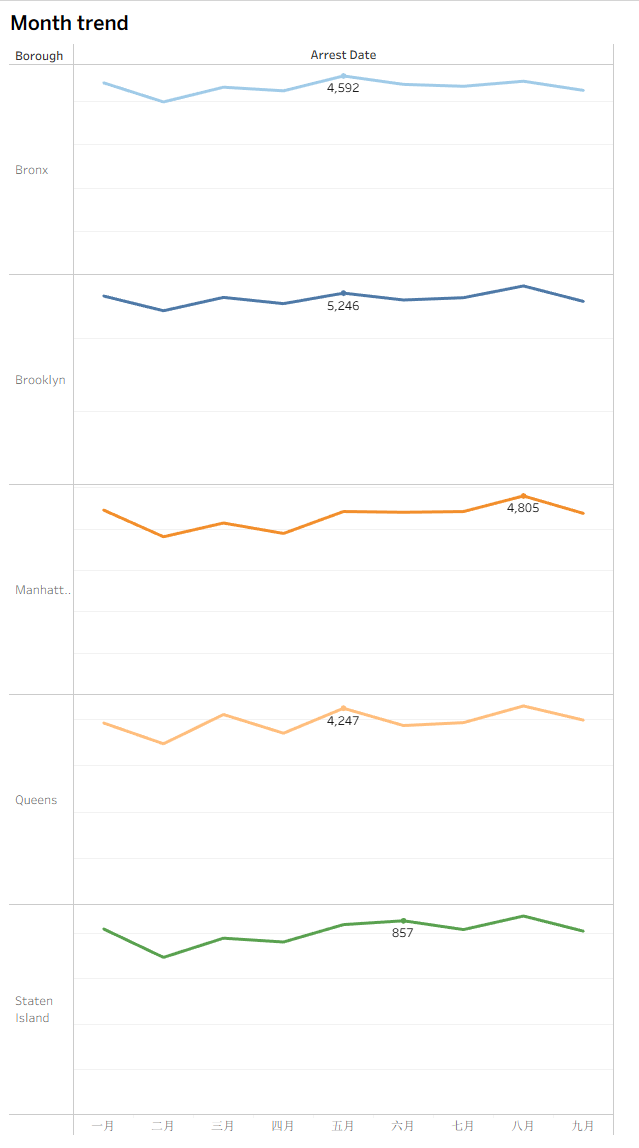 Month trend
Borough
Arrest Date
4,592
Bronx
5,246
Brooklyn
4,805
Manhatt..
4,247
Queens
857
Staten
Island
一月 二月 三月 四月 五月 六月 七月 八月 九月